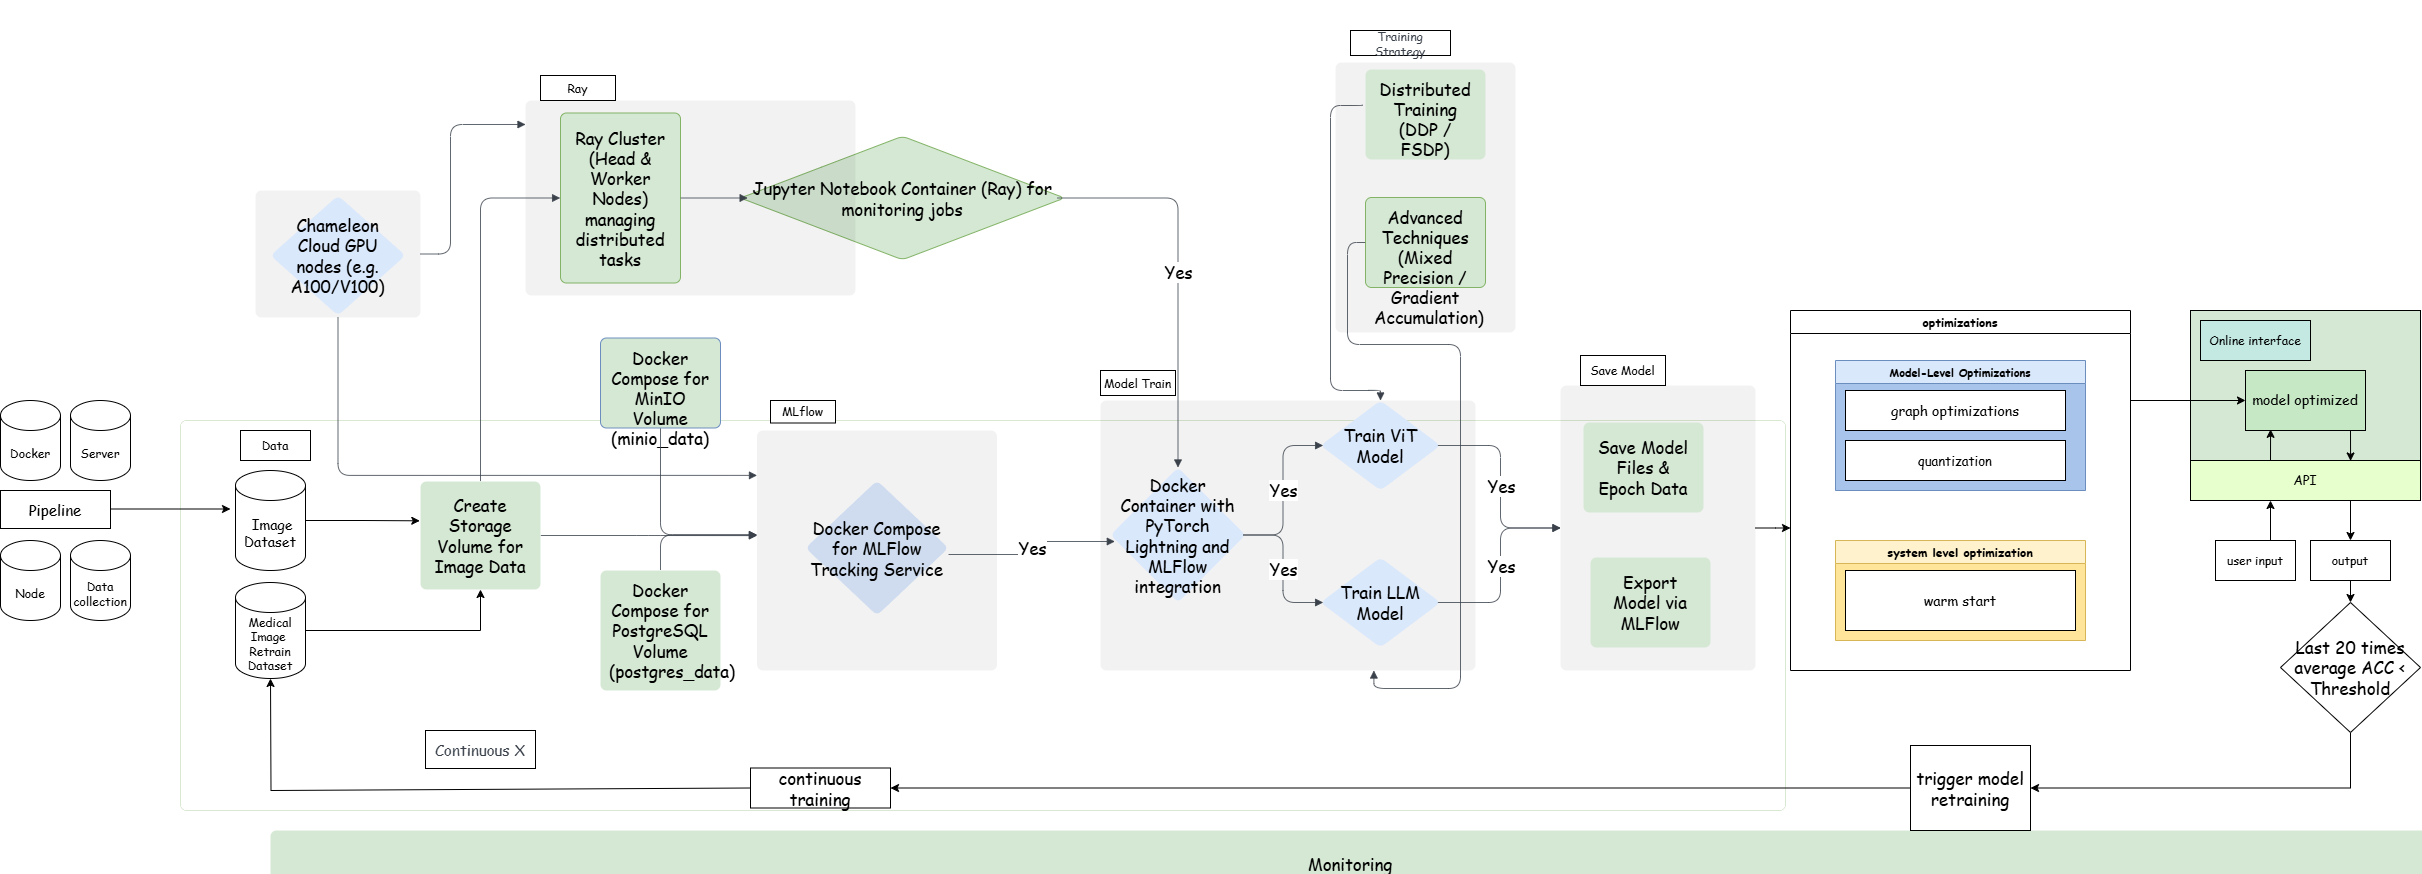 Training
Strategy
Ray
Distributed
Training
(DDP /
FSDP)
Ray Cluster
(Head &
Worker
Nodes)
managing
distributed
tasks
Jupyter Notebook Container (Ray) for
monitoring jobs
Chameleon
Cloud GPU
nodes (e.g.
A100/V100)
Advanced
Techniques
(Mixed
Precision /
Gradient
Accumulation)
Yes
optimizations
Online interface
Docker
Compose for
MinIO
Volume
(minio_data)
Model Train
Save Model
Model-Level Optimizations
graph optimizations
quantization
model optimized
MLflow
Docker
Server
Data
Train ViT
Model
Save Model
Files &
Epoch Data
API
Pipeline
Image
Dataset
Create
Storage
Volume for
Image Data
Docker Compose
for MLFlow
Tracking Service
Yes
Docker
Container with
PyTorch
Lightning and
MLFlow
integration
Yes
Yes
Yes
Yes
system level optimization
warm start
user input
output
Node
Data
collection
Medical
Image
Retrain
Dataset
Docker
Compose for
PostgreSQL
Volume
(postgres_data)
Train LLM
Model
Export
Model via
MLFlow
Last 20 times
average ACC <
Threshold
Continuous X
continuous
training
trigger model
retraining
Monitoring